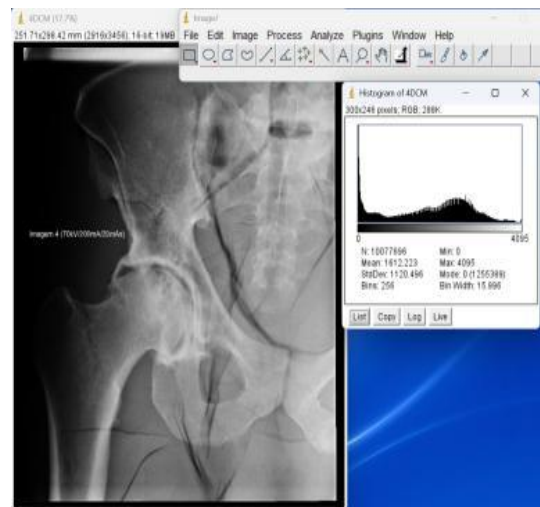 4DCM (17.7%)
251.71x298.42 mm (2916x3456); 16-bit; 19MB
ImageJ
File Edit Image Process Analyze Plugins Window Help
Imagem 4 (70kV/200mA/20mAs)
Histogram of 4DCM
300x246 pixels; RGB; 288K
0 4095
N: 10077696 Min: 0
Mean: 1612.223 Max: 4095
StdDev: 1120.496 Mode: 0 (1255369)
Bins: 256 Bin Width: 15.996
List Copy Log Live